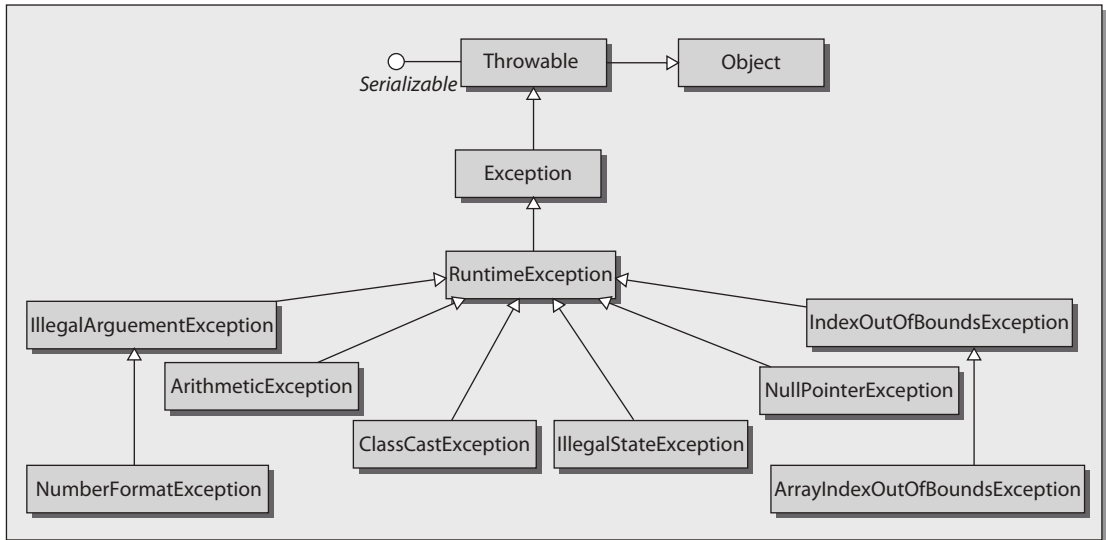 Throwable
Object
Serializable
Exception
RuntimeException
IllegalArguementException
IndexOutOfBoundsException
ArithmeticException
NullPointerException
ClassCastException
IllegalStateException
NumberFormatException
ArrayIndexOutOfBoundsException